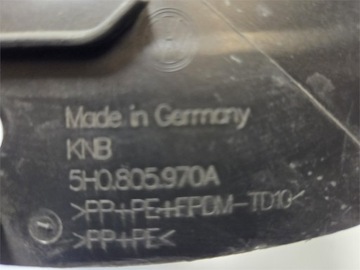 Made in Germany
KNB
5H0.805.970A
>PP+PE+EPDM-TD10<
>PP+PE<